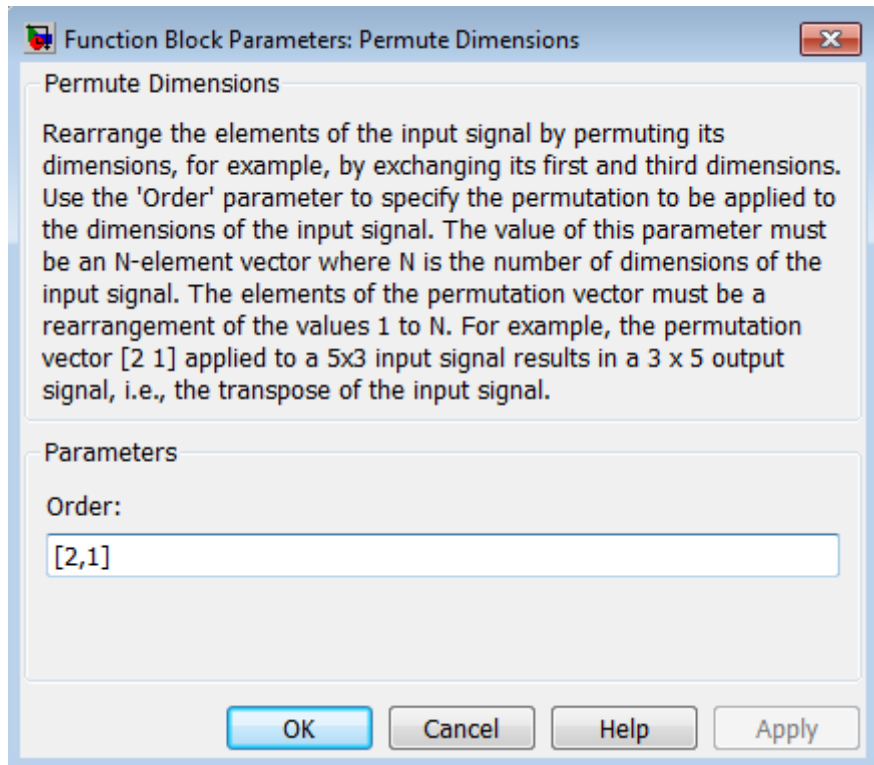 Function Block Parameters: Permute Dimensions
Permute Dimensions
Rearrange the elements of the input signal by permuting its
dimensions, for example, by exchanging its first and third dimensions.
Use the 'Order' parameter to specify the permutation to be applied to
the dimensions of the input signal. The value of this parameter must
be an N-element vector where N is the number of dimensions of the
input signal. The elements of the permutation vector must be a
rearrangement of the values 1 to N. For example, the permutation
vector [2 1] applied to a 5x3 input signal results in a 3 x 5 output
signal, i.e., the transpose of the input signal.
Parameters
Order:
[2,1]
OK Cancel Help Apply